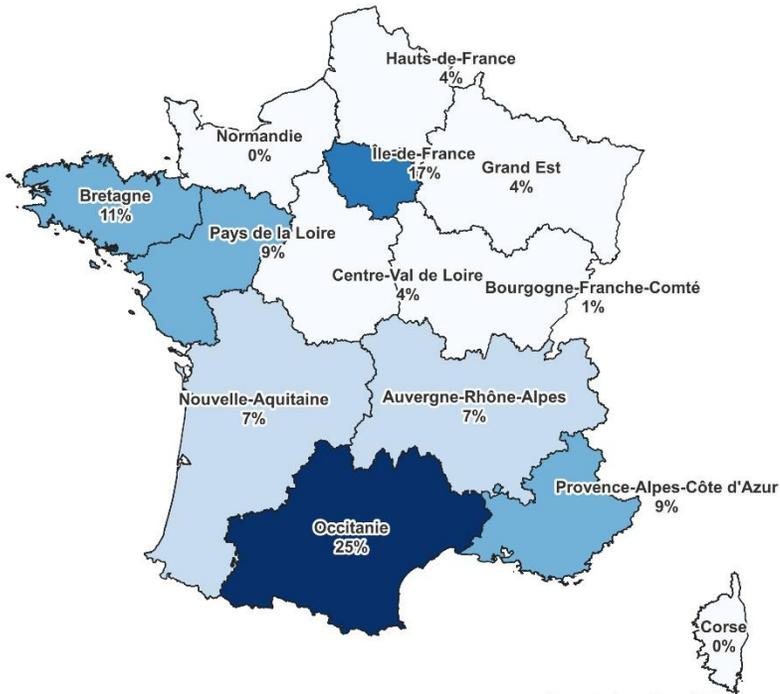 Hauts-de-France
4%
Normandie
0%
Île-de-France
17%
Grand Est
4%
Bretagne
11%
Pays de la Loire
9%
Centre-Val de Loire
4%
Bourgogne-Franche-Comté
1%
Nouvelle-Aquitaine
7%
Auvergne-Rhône-Alpes
7%
Provence-Alpes-Côte d'Azur
9%
Occitanie
25%
Corse
0%